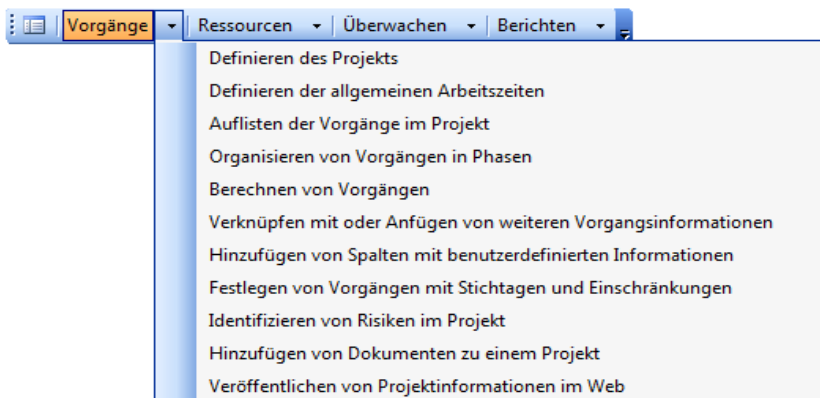 Vorgänge Ressourcen Überwachen Berichten
Definieren des Projekts
Definieren der allgemeinen Arbeitszeiten
Auflisten der Vorgänge im Projekt
Organisieren von Vorgängen in Phasen
Berechnen von Vorgängen
Verknüpfen mit oder Anfügen von weiteren Vorgangsinformationen
Hinzufügen von Spalten mit benutzerdefinierten Informationen
Festlegen von Vorgängen mit Stichtagen und Einschränkungen
Identifizieren von Risiken im Projekt
Hinzufügen von Dokumenten zu einem Projekt
Veröffentlichen von Projektinformationen im Web